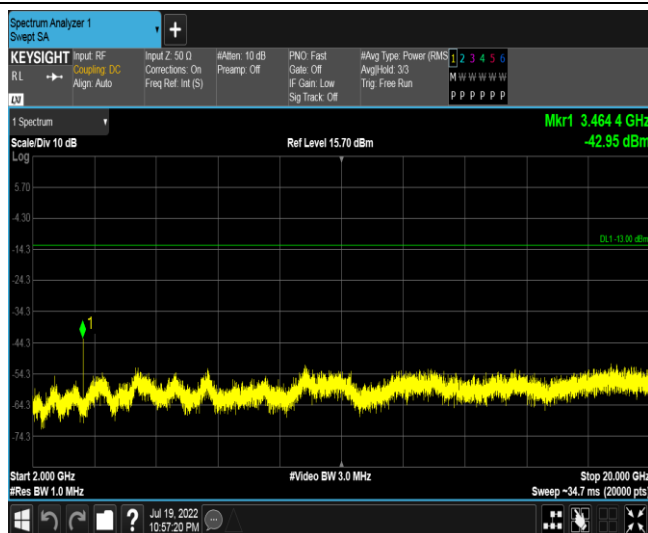 Spectrum Analyzer 1
Swept SA
+
KEYSIGHT
RL
LXI
Input: RF
Coupling: DC
Align: Auto
Input Z: 50 Ω
Corrections: On
Freq Ref: Int (S)
#Atten: 10 dB
Preamp: Off
PNO: Fast
Gate: Off
IF Gain: Low
Sig Track: Off
#Avg Type: Power (RMS
Avg|Hold: 3/3
Trig: Free Run
1 2 3 4 5 6
M W W W W W
P P P P P P
1 Spectrum
Scale/Div 10 dB
Ref Level 15.70 dBm
Mkr1 3.464 4 GHz
-42.95 dBm
Log
5.70
-4.30
DL1 -13.00 dBm
-14.3
-24.3
-34.3
1
-44.3
-54.3
-64.3
-74.3
Start 2.000 GHz
#Video BW 3.0 MHz
Stop 20.000 GHz
#Res BW 1.0 MHz
Sweep ~34.7 ms (20000 pts)
?
Jul 19, 2022
10:57:20 PM